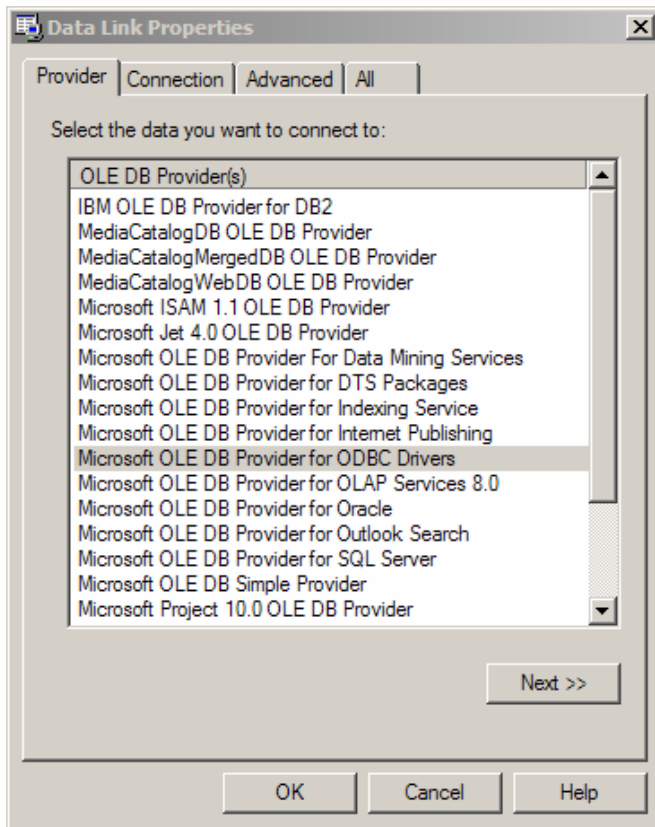 Data Link Properties
Provider Connection Advanced All
Select the data you want to connect to:
OLE DB Provider(s)
IBM OLE DB Provider for DB2
MediaCatalogDB OLE DB Provider
MediaCatalogMergedDB OLE DB Provider
MediaCatalogWebDB OLE DB Provider
Microsoft ISAM 1.1 OLE DB Provider
Microsoft Jet 4.0 OLE DB Provider
Microsoft OLE DB Provider For Data Mining Services
Microsoft OLE DB Provider for DTS Packages
Microsoft OLE DB Provider for Indexing Service
Microsoft OLE DB Provider for Internet Publishing
Microsoft OLE DB Provider for ODBC Drivers
Microsoft OLE DB Provider for OLAP Services 8.0
Microsoft OLE DB Provider for Oracle
Microsoft OLE DB Provider for Outlook Search
Microsoft OLE DB Provider for SQL Server
Microsoft OLE DB Simple Provider
Microsoft Project 10.0 OLE DB Provider
Next >>
OK Cancel Help